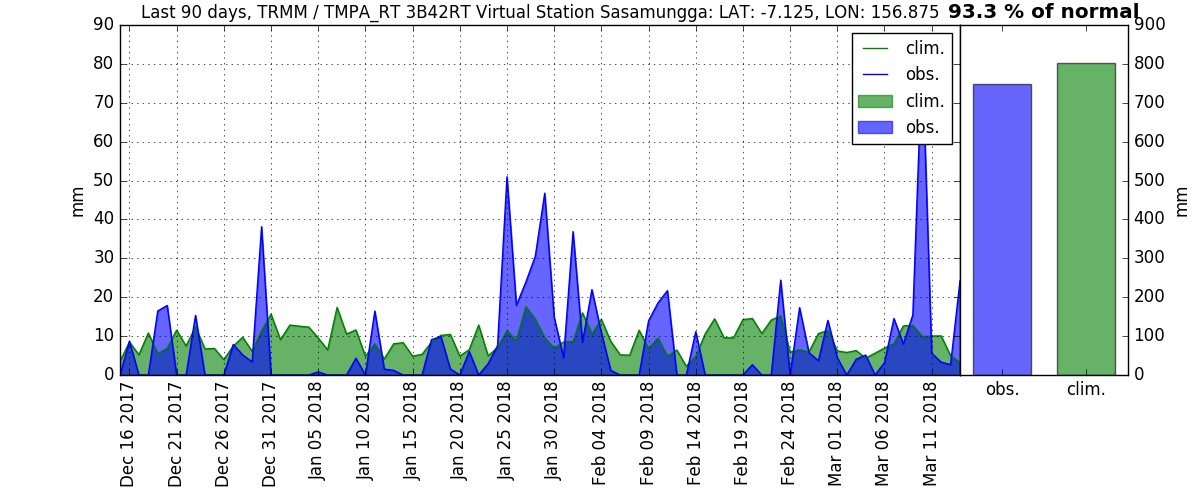 Last 90 days, TRMM / TMPA_RT 3B42RT Virtual Station Sasamungga: LAT: -7.125, LON: 156.875 93.3 % of normal
90
80
70
60
50
40
30
20
10
0
mm
clim.
obs.
clim.
obs.
900
800
700
600
500
400
300
200
100
0
mm
Dec 16 2017
Dec 21 2017
Dec 26 2017
Dec 31 2017
Jan 05 2018
Jan 10 2018
Jan 15 2018
Jan 20 2018
Jan 25 2018
Jan 30 2018
Feb 04 2018
Feb 09 2018
Feb 14 2018
Feb 19 2018
Feb 24 2018
Mar 01 2018
Mar 06 2018
Mar 11 2018
obs. clim.